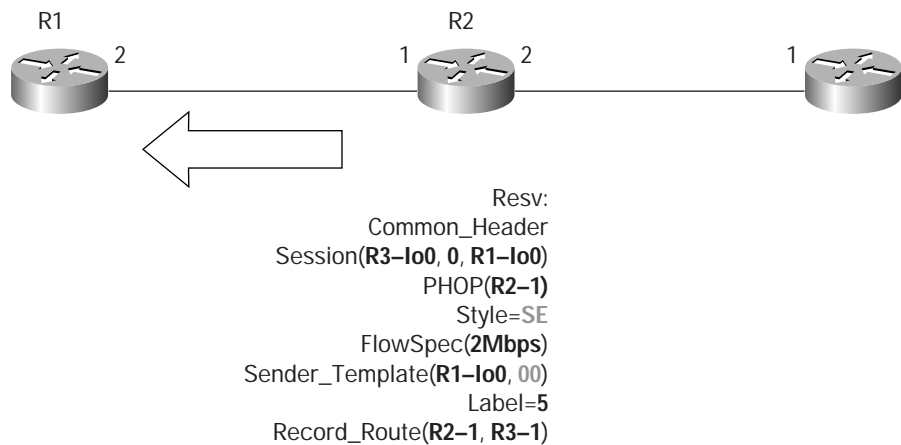 R1
R2
2
1
2
1
Resv:
Common_Header
Session(R3–lo0, 0, R1–lo0)
PHOP(R2–1)
Style=SE
FlowSpec(2Mbps)
Sender_Template(R1–lo0, 00)
Label=5
Record_Route(R2–1, R3–1)